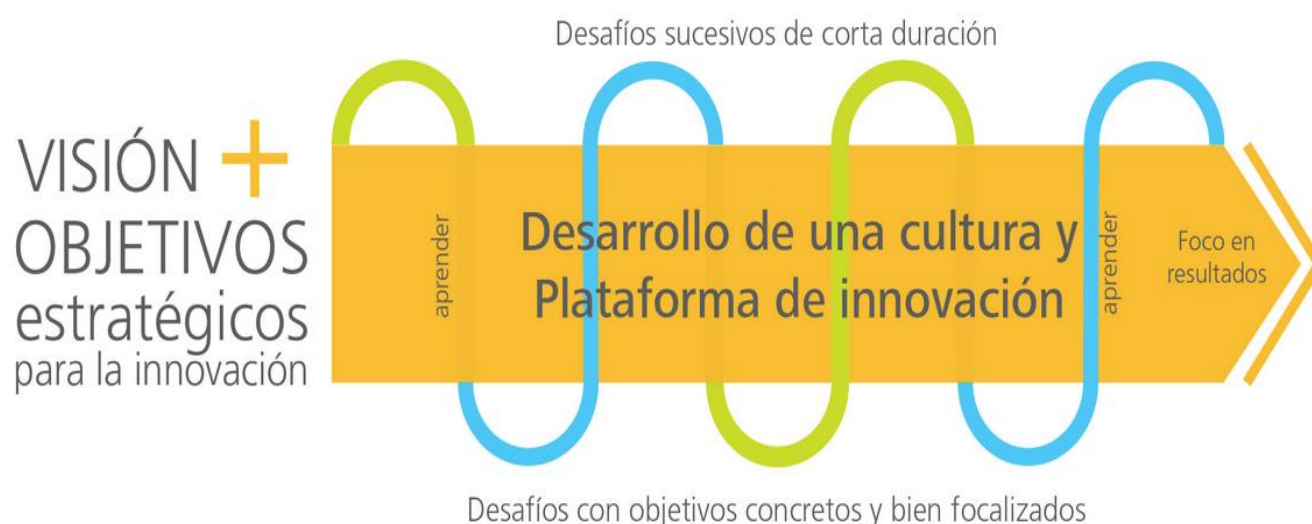 Desafíos sucesivos de corta duración
VISIÓN +
OBJETIVOS
estratégicos
para la innovación
aprender
Desarrollo de una cultura y
Plataforma de innovación
aprender
Foco en
resultados
Desafíos con objetivos concretos y bien focalizados